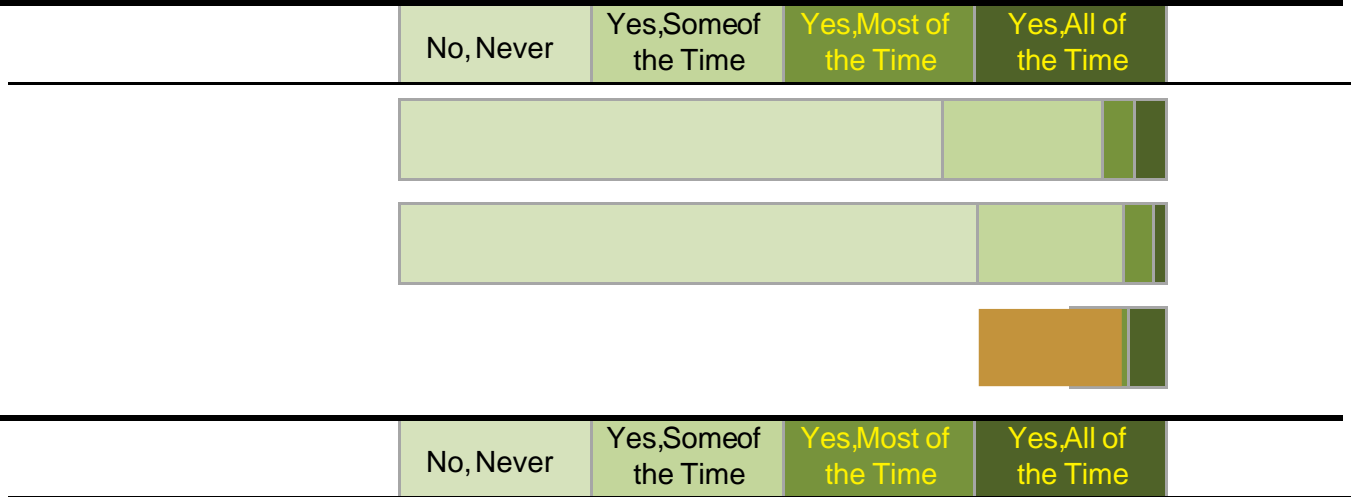 No, Never
Yes,Someof
the Time
Yes,Most of
the Time
Yes,All of
the Time
No, Never
Yes,Someof
the Time
Yes,Most of
the Time
Yes,All of
the Time